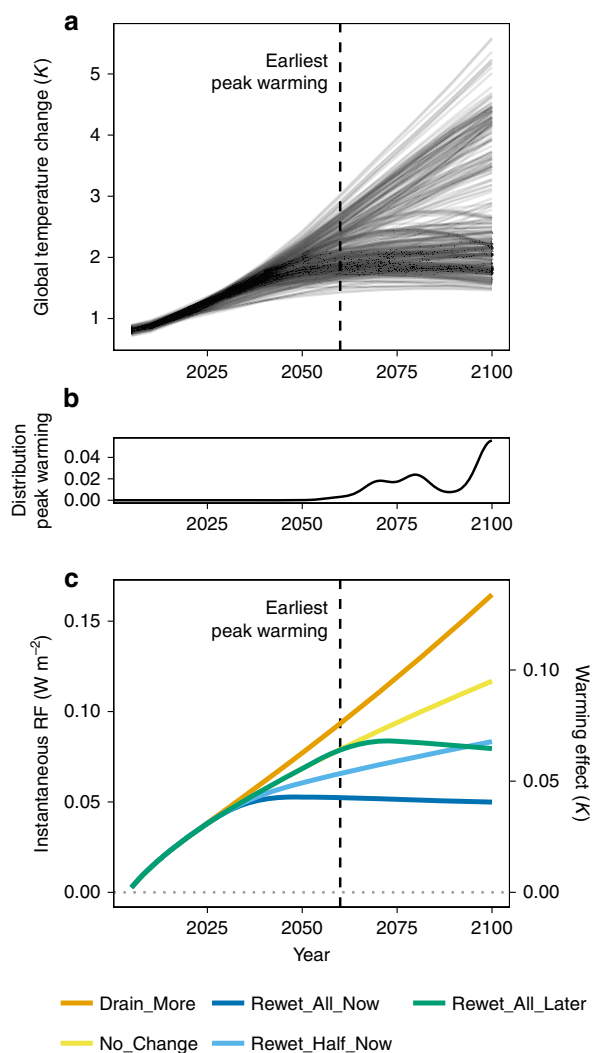 a
Earliest
peak warming
Global temperature change (K)
5
4
3
2
1
2025 2050 2075 2100
b
Distribution
peak warming
0.04
0.02
0.00
2025 2050 2075 2100
c
Earliest
peak warming
Instantaneous RF (W m⁻²)
0.15
0.10
0.05
0.00
Warming effect (K)
0.10
0.05
0.00
2025 2050 2075 2100
Year
Drain_More Rewet_All_Now Rewet_All_Later
No_Change Rewet_Half_Now